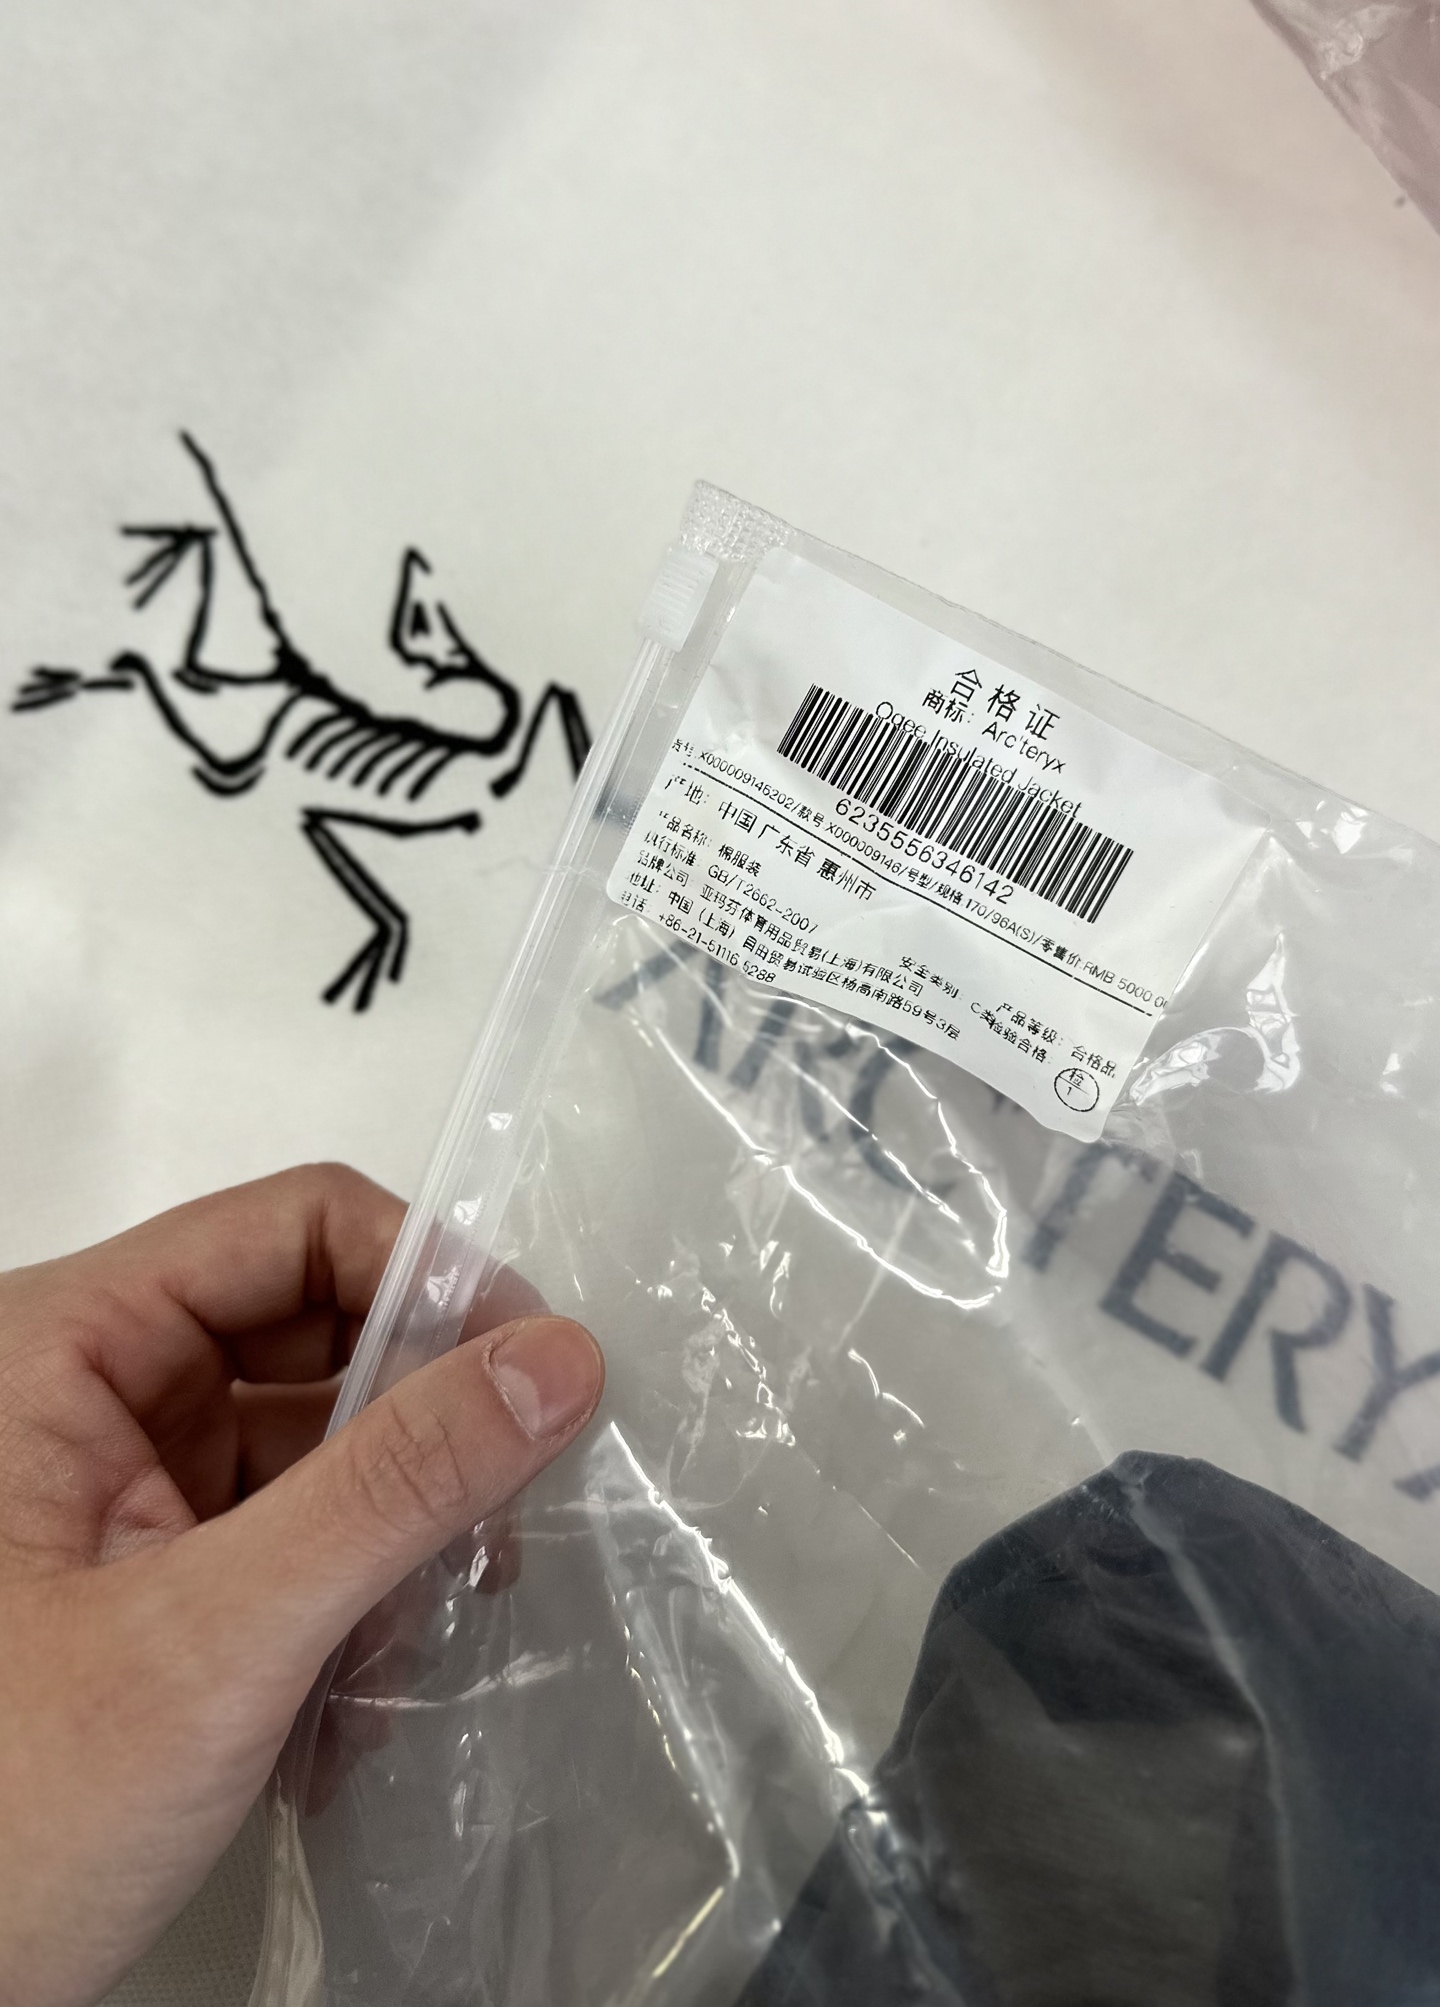 合格证
商标: Arc'teryx
Oqee Insulated Jacket
6235556346142
货号: X000009146202/款号 X000009146/号型/规格 170/96A(S)/零售价:RMB 5000.00
产地: 中国 广东省 惠州市
产品名称: 棉服装
执行标准: GB/T2662-2007
安全类别: C类
产品等级: 合格品
品牌公司: 亚玛芬体育用品贸易(上海)有限公司
检验合格:
检
1
地址: 中国 (上海) 自由贸易试验区杨高南路59号3层
电话: +86-21-51116 5288
ARC'TERYX